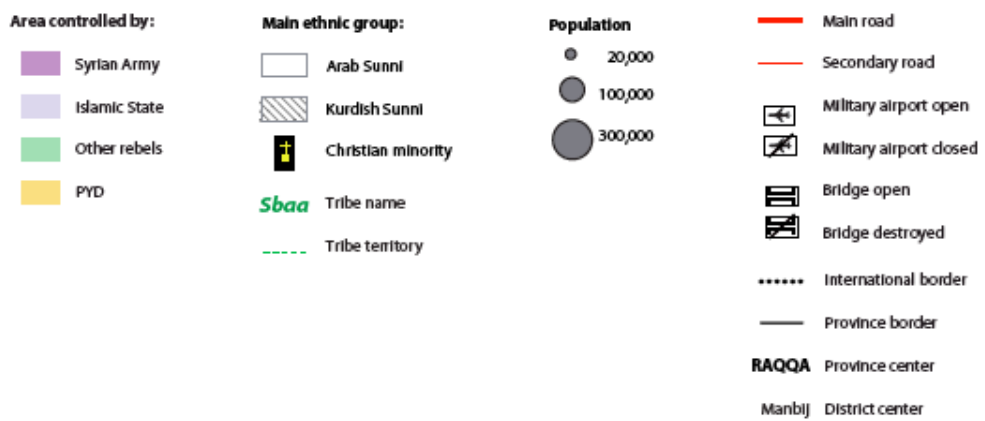 Area controlled by:
Syrian Army
Islamic State
Other rebels
PYD
Main ethnic group:
Arab Sunni
Kurdish Sunni
Christian minority
Sbaa Tribe name
Tribe territory
Population
20,000
100,000
300,000
Main road
Secondary road
Military airport open
Military airport closed
Bridge open
Bridge destroyed
International border
Province border
RAQQA Province center
Manbij District center